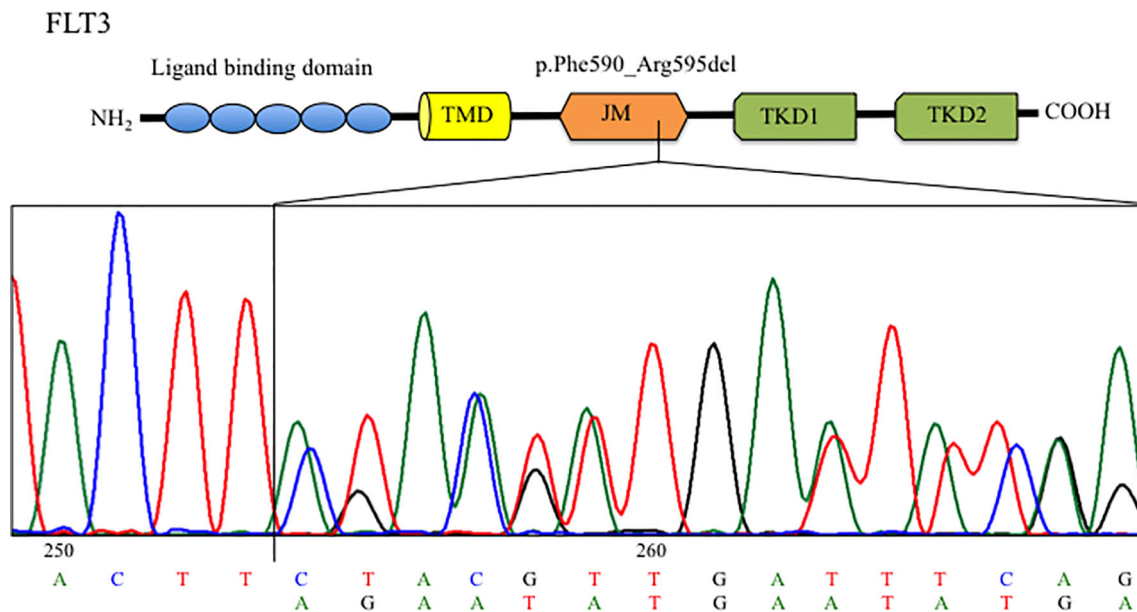 FLT3
Ligand binding domain
p.Phe590_Arg595del
NH2 TMD JM TKD1 TKD2 COOH
250 260
A C T T C T A C G T T G A T T T C A G
A G A A T A T G A A T A T G A